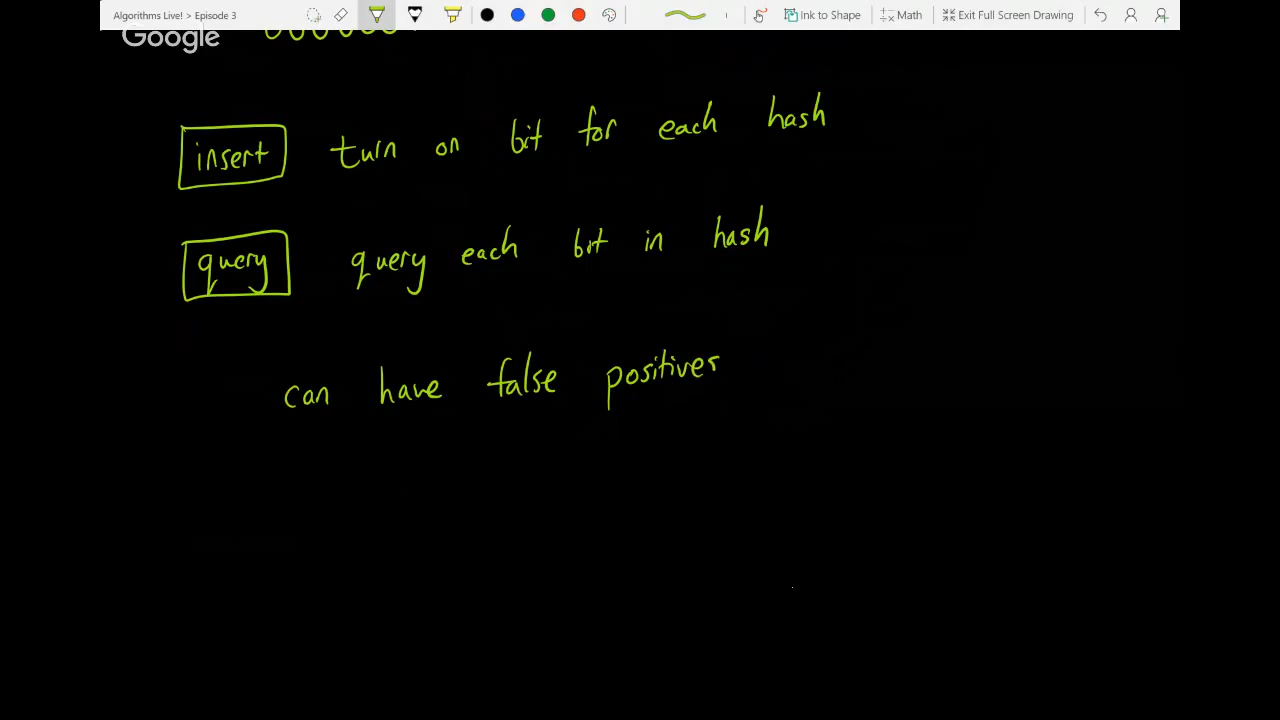 Algorithms Live! > Episode 3
Ink to Shape
Math
Exit Full Screen Drawing
Google
insert turn on bit for each hash
query query each bit in hash
can have false positives